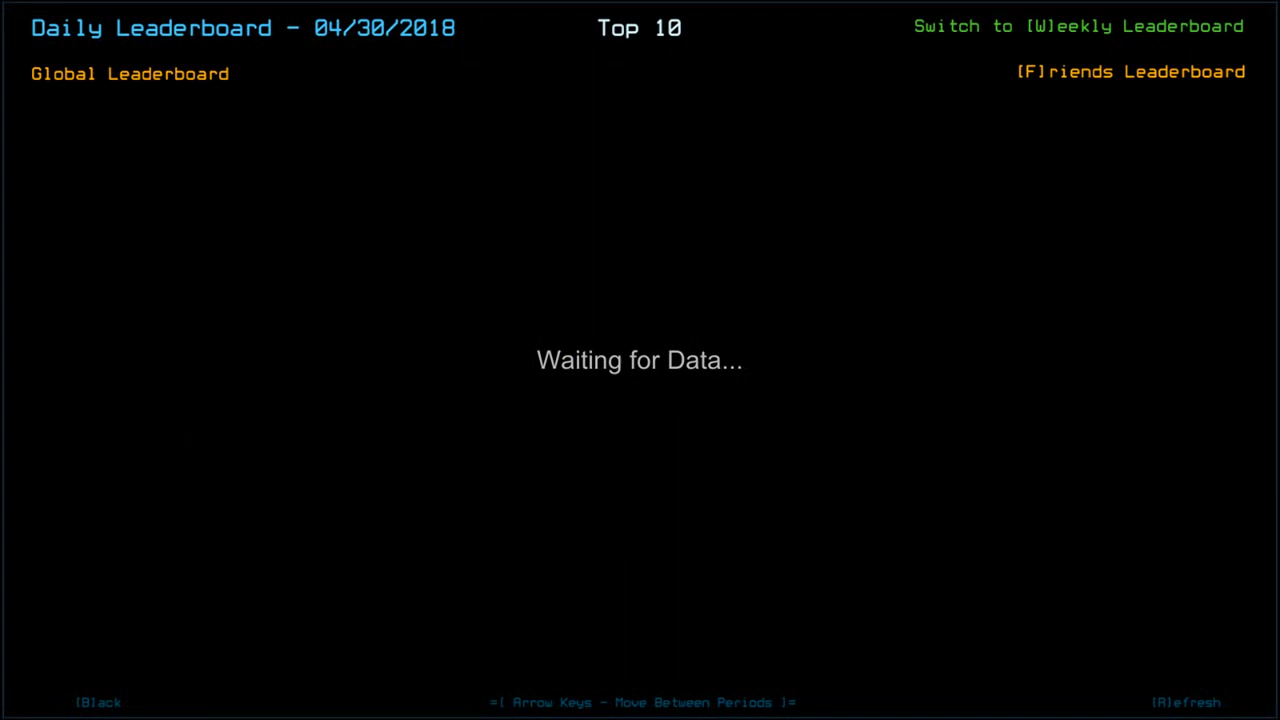 Daily Leaderboard - 04/30/2018 Top 10 Switch to [W]eekly Leaderboard
Global Leaderboard [F]riends Leaderboard
Waiting for Data...
[B]ack =[ Arrow Keys - Move Between Periods ]= [R]efresh